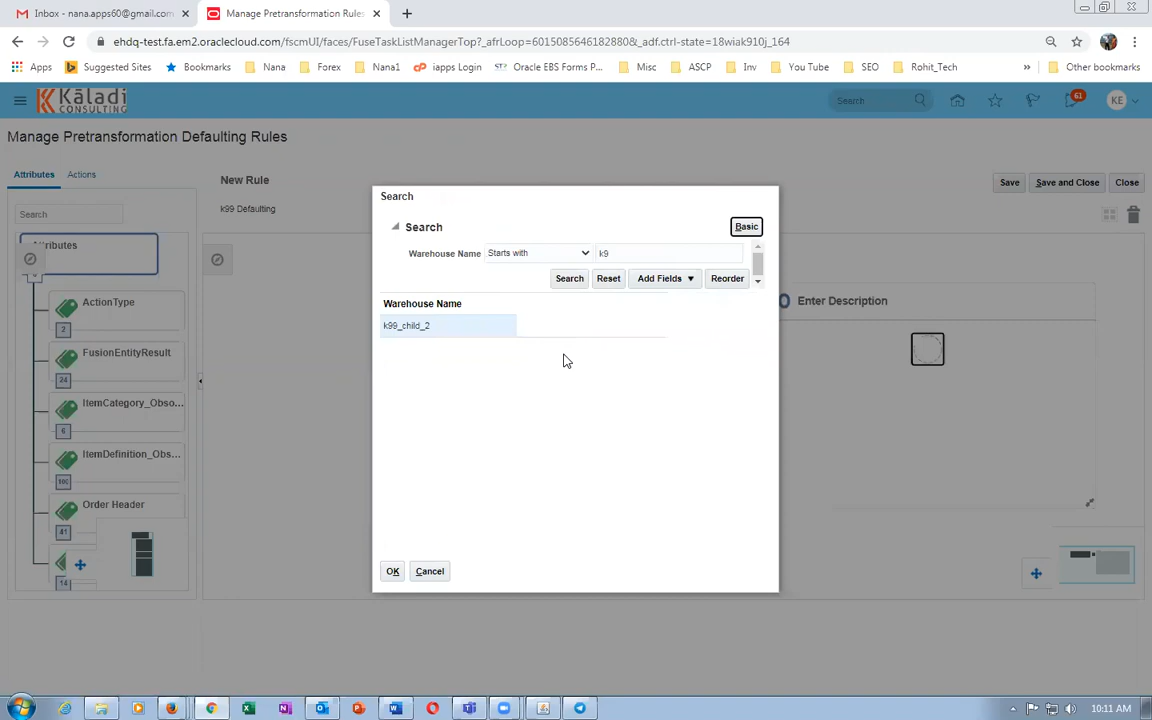 Inbox - nana.apps60@gmail.com
Manage Pretransformation Rules
ehdq-test.fa.em2.oraclecloud.com/fscmUI/faces/FuseTaskListManagerTop?_afrLoop=6015085646182880&_adf.ctrl-state=18wiak910j_164
Apps Suggested Sites Bookmarks Nana Forex Nana1 iapps Login Oracle EBS Forms P... Misc ASCP Inv You Tube SEO Rohit_Tech » Other bookmarks
Kāladi
CONSULTING
Search
61
KE
Manage Pretransformation Defaulting Rules
Attributes Actions
New Rule
Save Save and Close Close
k99 Defaulting
Search
Attributes
ActionType
2
FusionEntityResult
24
ItemCategory_Obso...
6
ItemDefinition_Obs...
Order Header
41
14
Enter Description
Search
Search
Basic
Warehouse Name Starts with k9
Search Reset Add Fields Reorder
Warehouse Name
k99_child_2
OK Cancel
10:11 AM